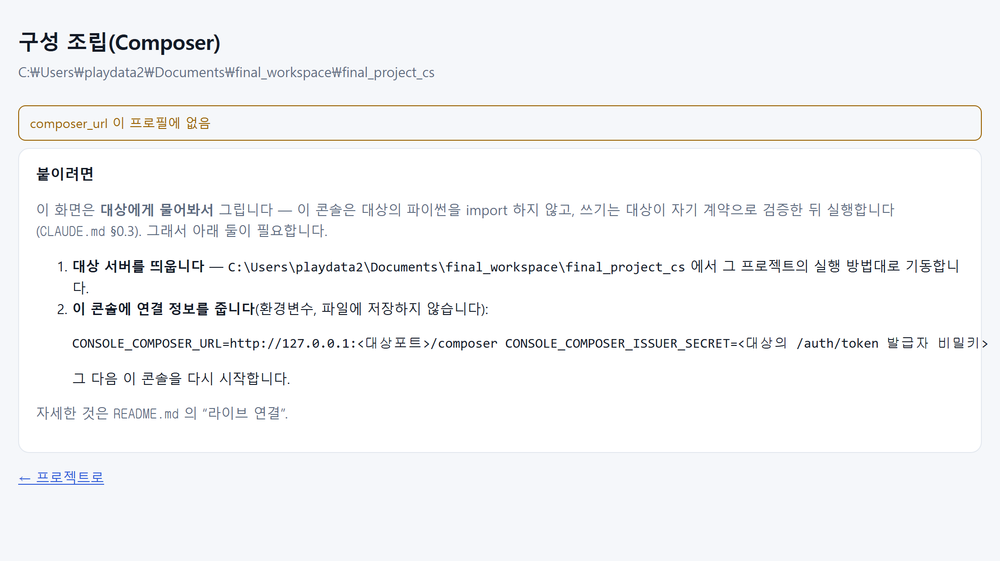 구성 조립(Composer)
C:₩Users₩playdata2₩Documents₩final_workspace₩final_project_cs
composer_url 이 프로필에 없음
붙이려면
이 화면은 대상에게 물어봐서 그립니다 — 이 콘솔은 대상의 파이썬을 import 하지 않고, 쓰기는 대상이 자기 계약으로 검증한 뒤 실행합니다
(CLAUDE.md §0.3). 그래서 아래 둘이 필요합니다.
1. 대상 서버를 띄웁니다 — C:\Users\playdata2\Documents\final_workspace\final_project_cs 에서 그 프로젝트의 실행 방법대로 기동합니
다.
2. 이 콘솔에 연결 정보를 줍니다(환경변수, 파일에 저장하지 않습니다):
CONSOLE_COMPOSER_URL=http://127.0.0.1:<대상포트>/composer CONSOLE_COMPOSER_ISSUER_SECRET=<대상의 /auth/token 발급자 비밀키>
그 다음 이 콘솔을 다시 시작합니다.
자세한 것은 README.md 의 “라이브 연결”.
← 프로젝트로